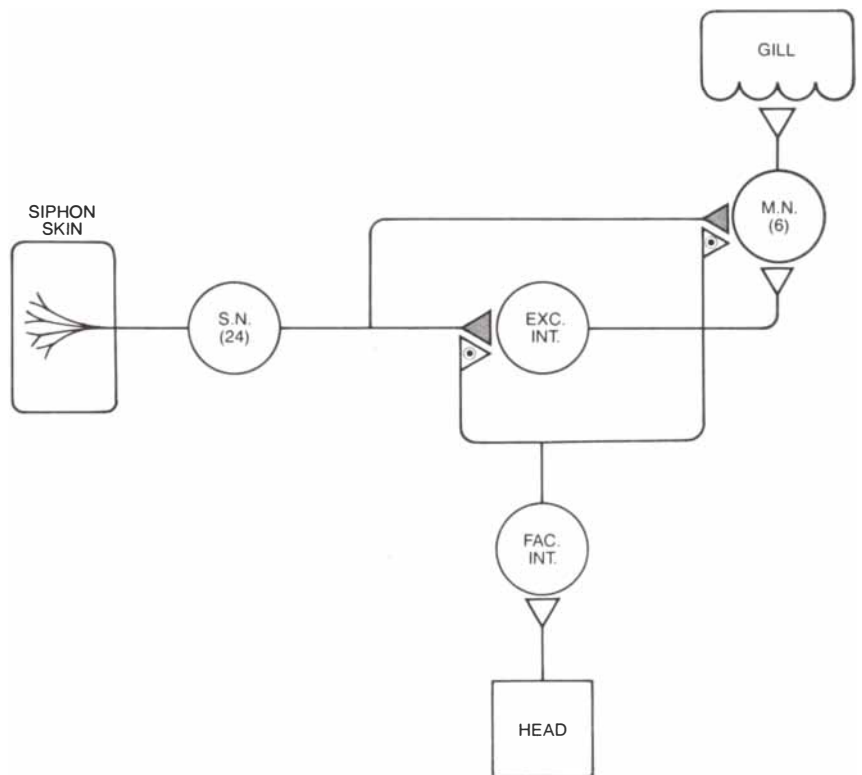 GILL
M.N.
(6)
SIPHON
SKIN
S.N.
(24)
EXC.
INT.
FAC.
INT.
HEAD